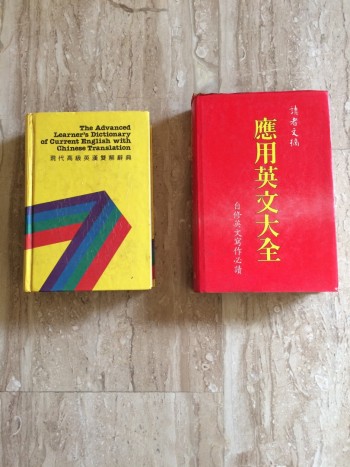 The Advanced
Learner's Dictionary
of Current English with
Chinese Translation
現代高級英漢雙解辭典
讀者文摘
應用英文大全
自修英文寫作必讀